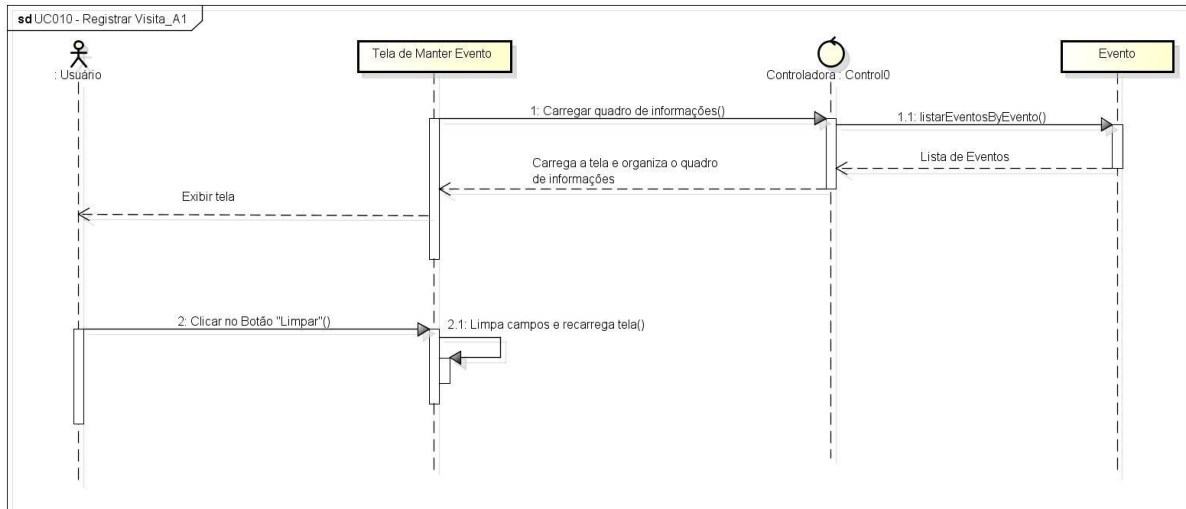 sd UC010 - Registrar Visita_A1
: Usuário
Tela de Manter Evento
Controladora : Control0
Evento
1: Carregar quadro de informações()
1.1: listarEventosByEvento()
Lista de Eventos
Carrega a tela e organiza o quadro
de informações
Exibir tela
2: Clicar no Botão "Limpar"()
2.1: Limpa campos e recarrega tela()